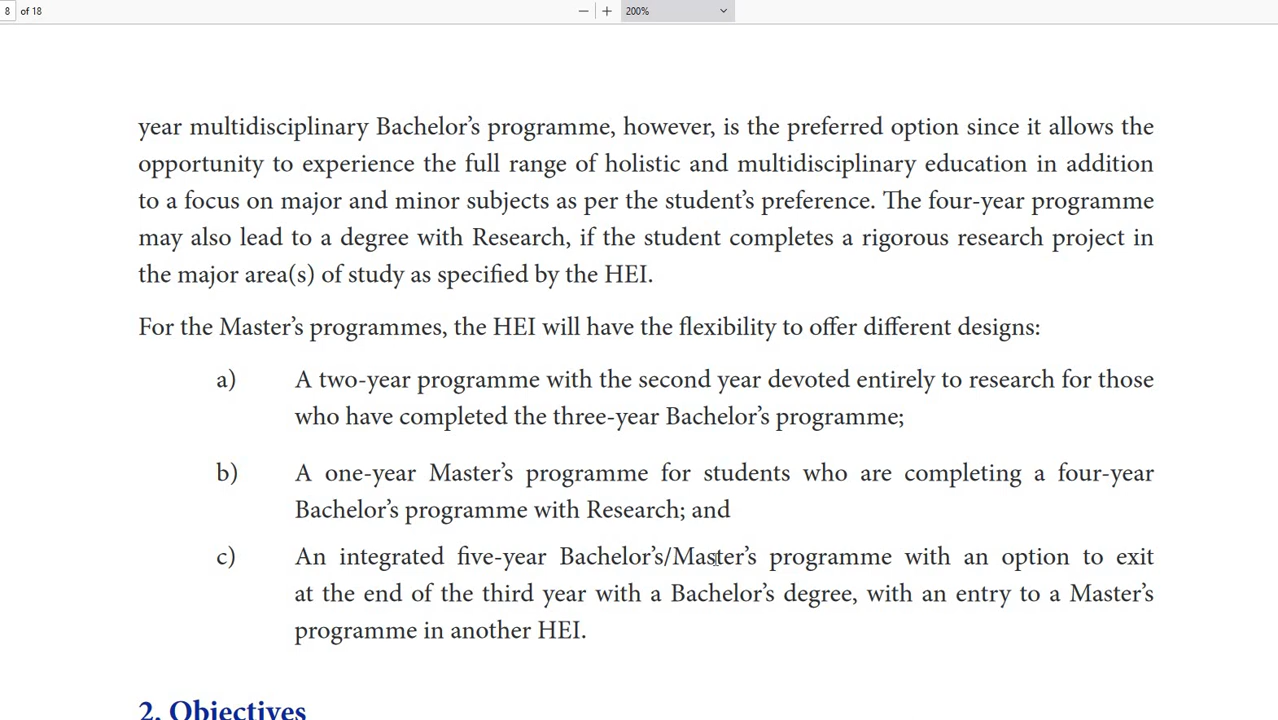 8 of 18
200%
year multidisciplinary Bachelor’s programme, however, is the preferred option since it allows the
opportunity to experience the full range of holistic and multidisciplinary education in addition
to a focus on major and minor subjects as per the student’s preference. The four-year programme
may also lead to a degree with Research, if the student completes a rigorous research project in
the major area(s) of study as specified by the HEI.
For the Master’s programmes, the HEI will have the flexibility to offer different designs:
a) A two-year programme with the second year devoted entirely to research for those
who have completed the three-year Bachelor’s programme;
b) A one-year Master’s programme for students who are completing a four-year
Bachelor’s programme with Research; and
c) An integrated five-year Bachelor’s/Master’s programme with an option to exit
at the end of the third year with a Bachelor’s degree, with an entry to a Master’s
programme in another HEI.
2. Objectives